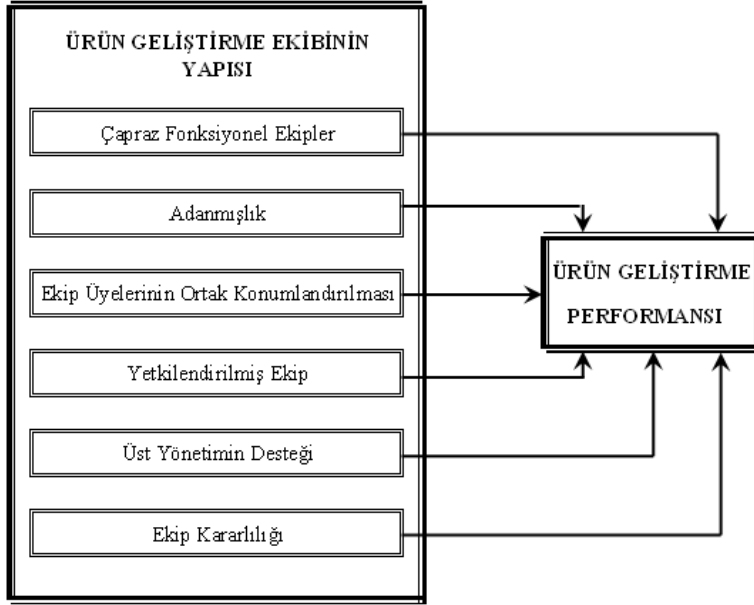 ÜRÜN GELİŞTİRME EKİBİNİN
YAPISI
Çapraz Fonksiyonel Ekipler
Adanmışlık
Ekip Üyelerinin Ortak Konumlandırılması
Yetkilendirilmiş Ekip
Üst Yönetimin Desteği
Ekip Kararlılığı
ÜRÜN GELİŞTİRME
PERFORMANSI